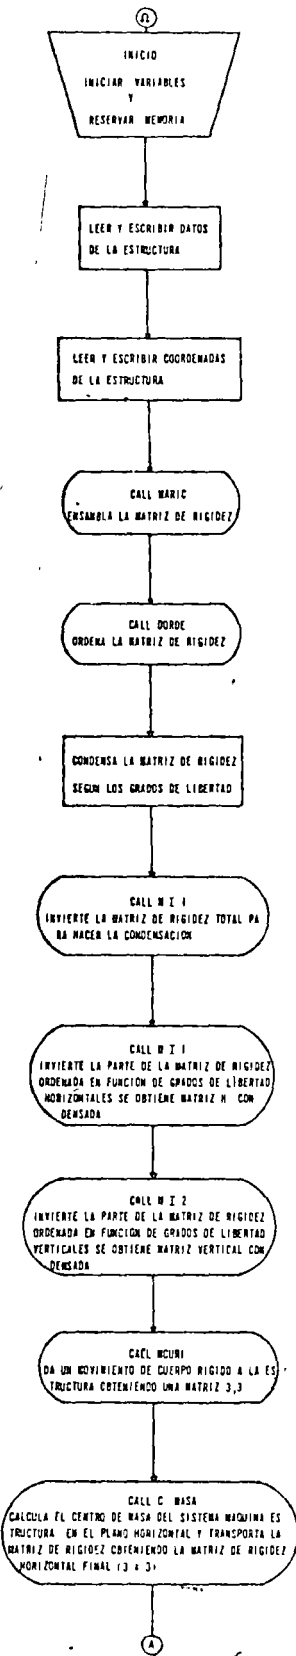 Ω
INICIO
INICIAR VARIABLES
Y
RESERVAR MEMORIA
LEER Y ESCRIBIR DATOS
DE LA ESTRUCTURA
LEER Y ESCRIBIR COORDENADAS
DE LA ESTRUCTURA
CALL MARIC
ENSAMBLA LA MATRIZ DE RIGIDEZ
CALL DORDE
ORDENA LA MATRIZ DE RIGIDEZ
CONDENSA LA MATRIZ DE RIGIDEZ
SEGUN LOS GRADOS DE LIBERTAD
CALL M I 1
INVIERTE LA MATRIZ DE RIGIDEZ TOTAL PA
RA HACER LA CONDENSACION
CALL M I 1
INVIERTE LA PARTE DE LA MATRIZ DE RIGIDEZ
ORDENADA EN FUNCION DE GRADOS DE LIBERTAD
HORIZONTALES SE OBTIENE MATRIZ H CON
DENSADA
CALL M I 2
INVIERTE LA PARTE DE LA MATRIZ DE RIGIDEZ
ORDENADA EN FUNCION DE GRADOS DE LIBERTAD
VERTICALES SE OBTIENE MATRIZ VERTICAL CON
DENSADA
CALL MCURI
DA UN MOVIMIENTO DE CUERPO RIGIDO A LA ES
TRUCTURA OBTENIENDO UNA MATRIZ 3,3
CALL C MASA
CALCULA EL CENTRO DE MASA DEL SISTEMA MAQUINA ES
TRUCTURA EN EL PLANO HORIZONTAL Y TRANSPORTA LA
MATRIZ DE RIGIDEZ OBTENIENDO LA MATRIZ DE RIGIDEZ
HORIZONTAL FINAL (3 x 3)
A